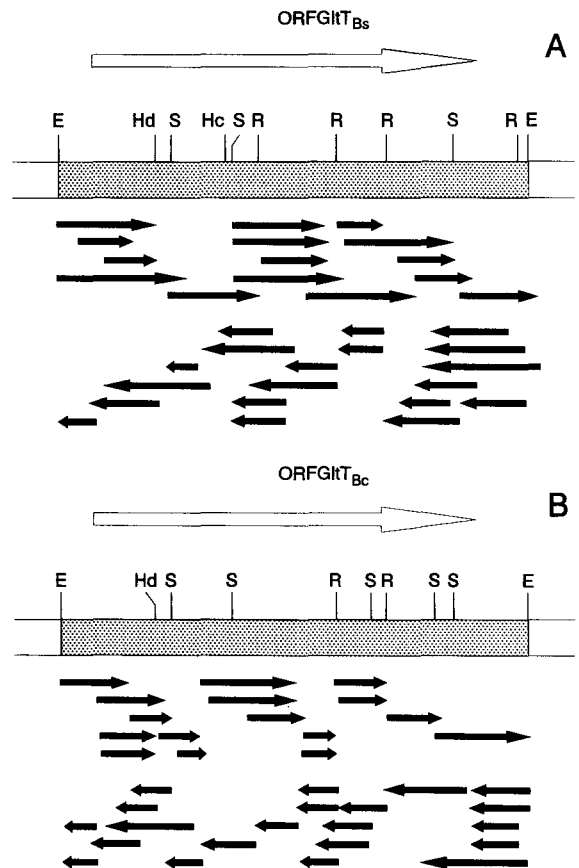 ORFGltT_Bs
A
E Hd S Hc S R R R S R E
ORFGltT_Bc
B
E Hd S S R S R S S E